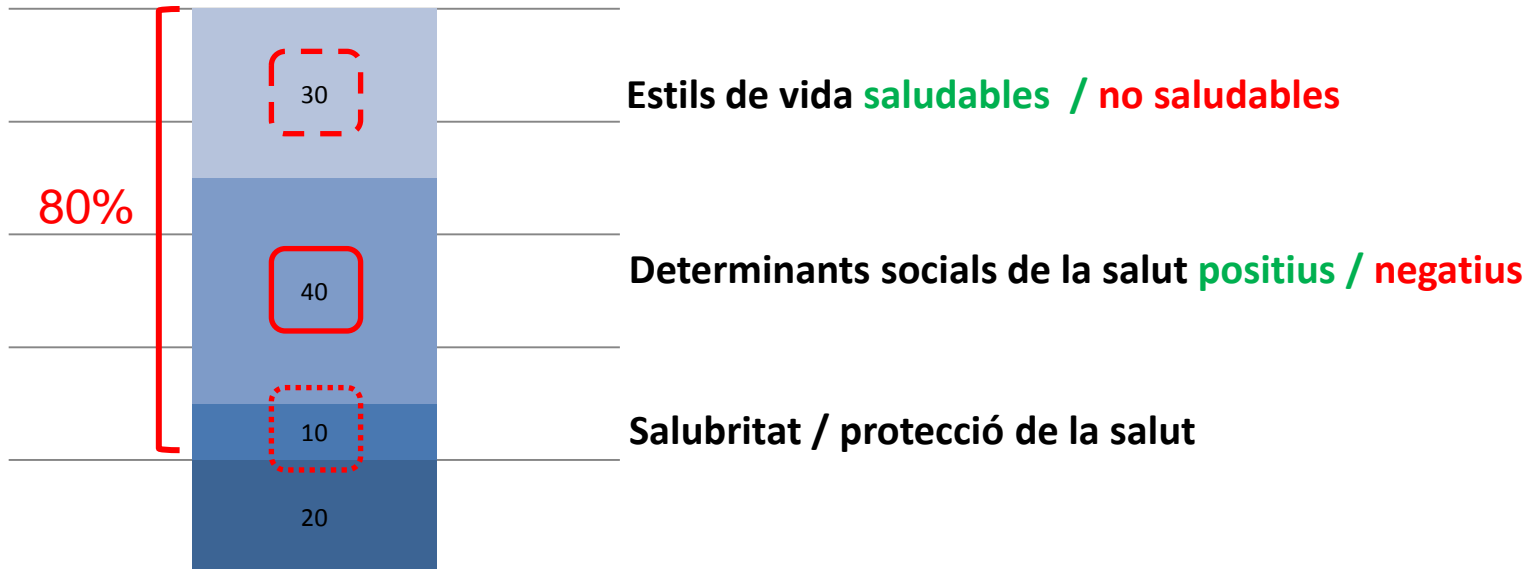 30
Estils de vida saludables / no saludables
80%
40
Determinants socials de la salut positius / negatius
10
Salubritat / protecció de la salut
20